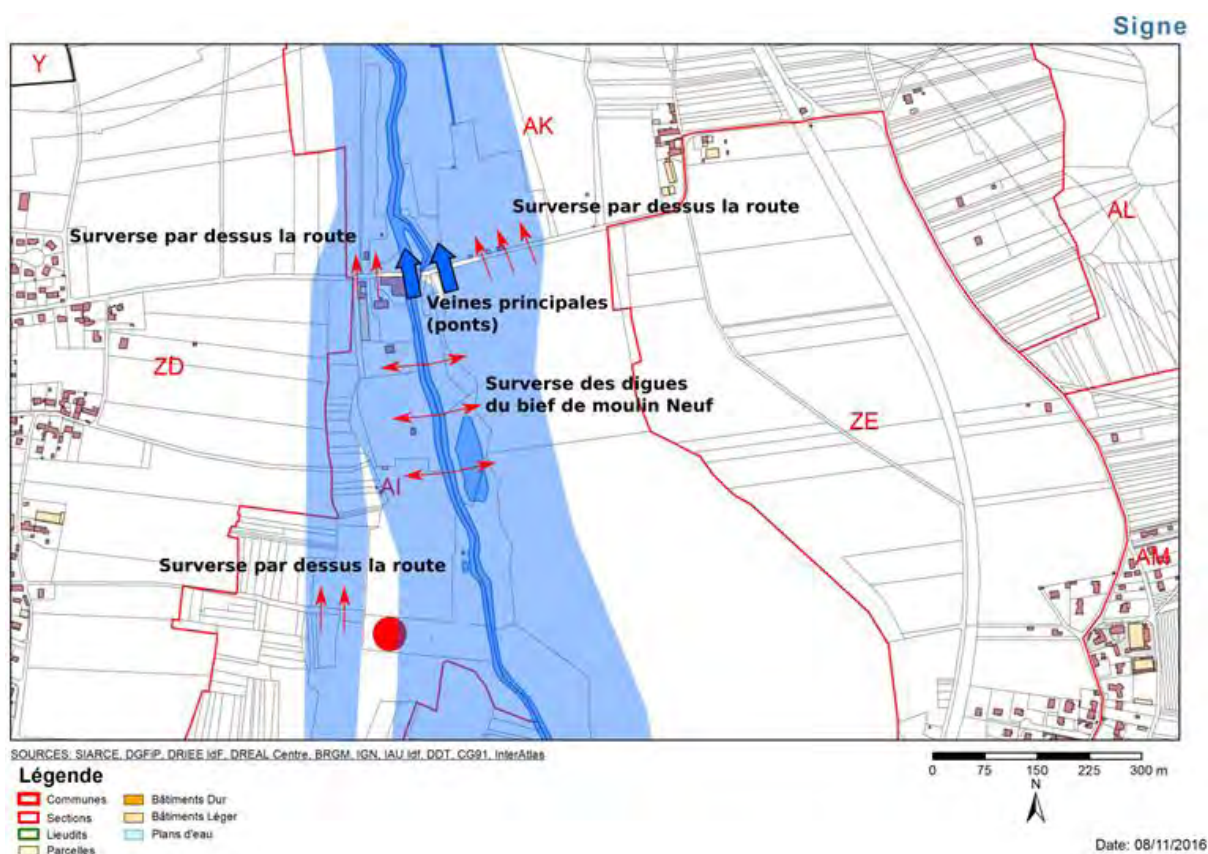 Signe
Y
AK
Surverse par dessus la route
AL
Surverse par dessus la route
Veines principales
(ponts)
ZD
Surverse des digues
du bief de moulin Neuf
ZE
AI
Surverse par dessus la route
AM
SOURCES: SIARCE, DGFiP, DRIEE IdF, DREAL Centre, BRGM, IGN, IAU Idf, DDT, CG91, InterAtlas
0 75 150 225 300 m
N
Légende
Communes
Bâtiments Dur
Sections
Bâtiments Léger
Lieudits
Plans d'eau
Parcelles
Date: 08/11/2016